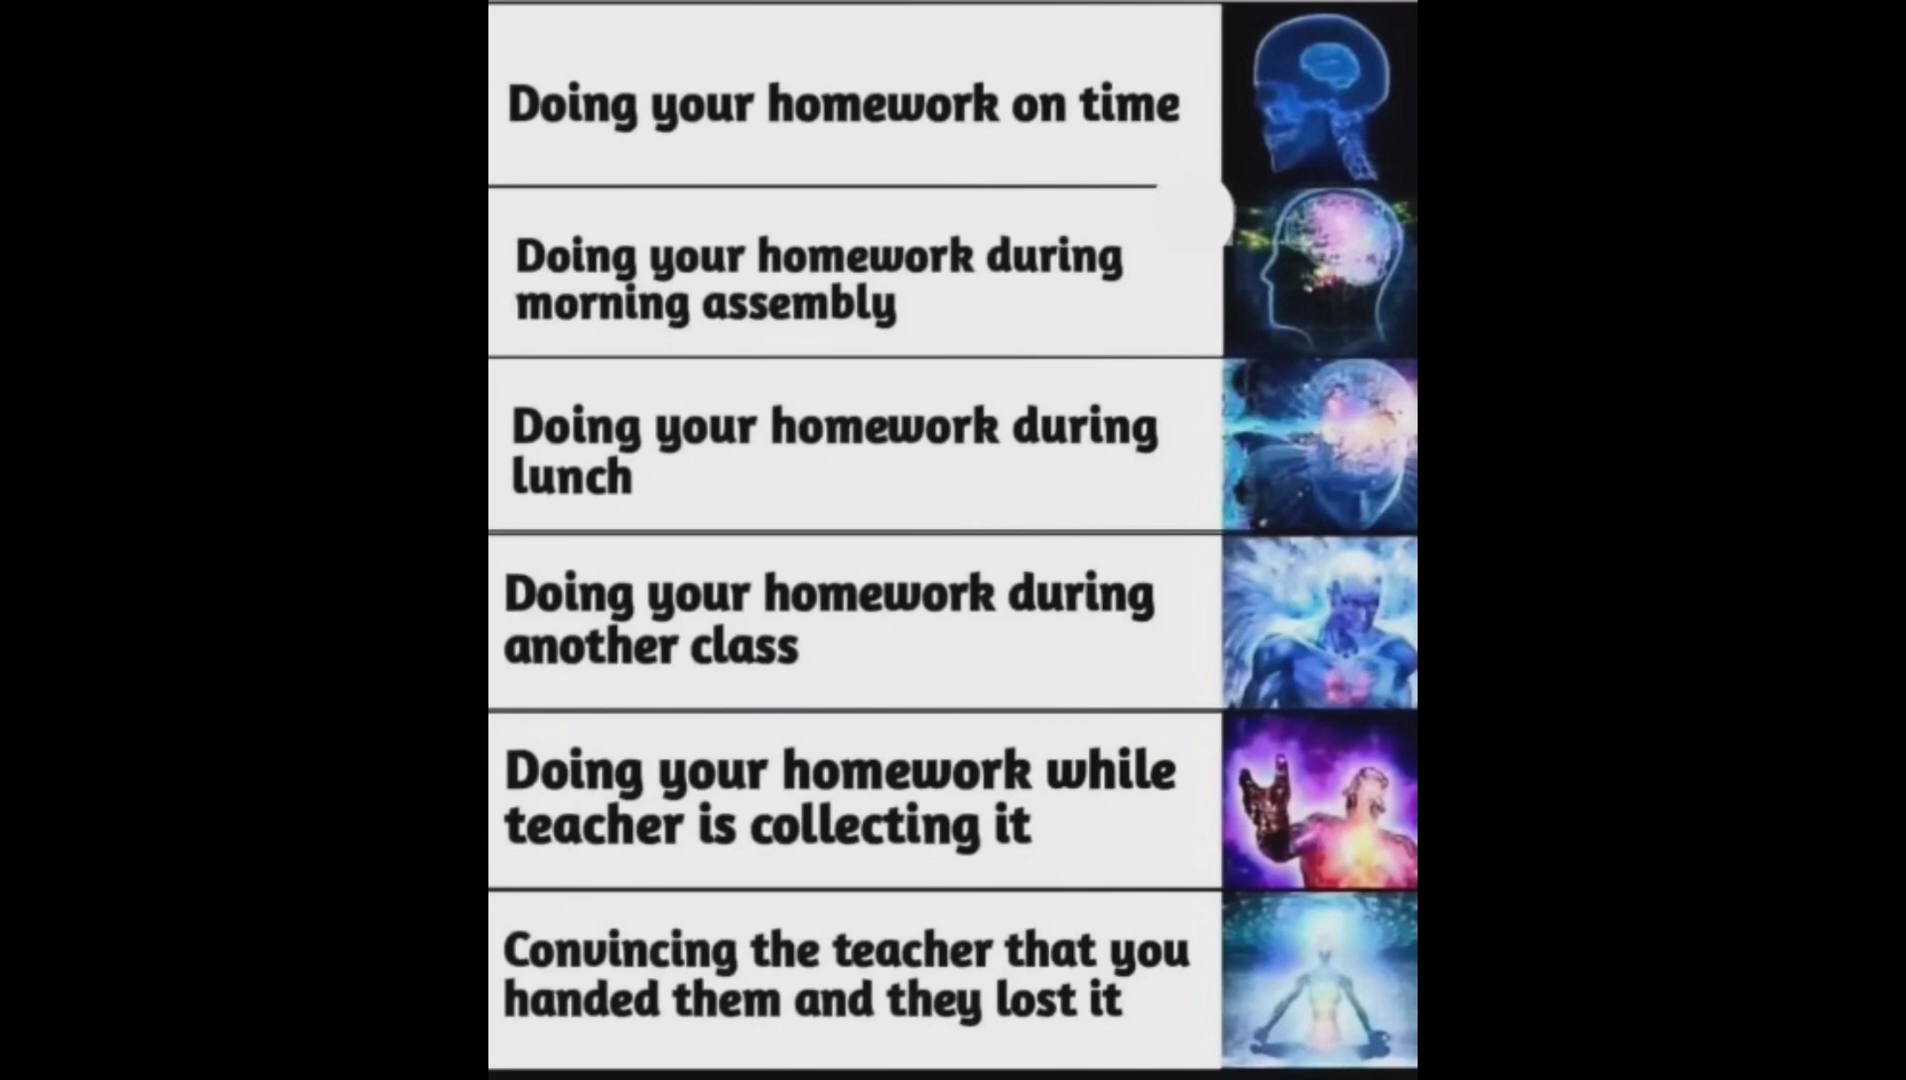 Doing your homework on time
Doing your homework during
morning assembly
Doing your homework during
lunch
Doing your homework during
another class
Doing your homework while
teacher is collecting it
Convincing the teacher that you
handed them and they lost it